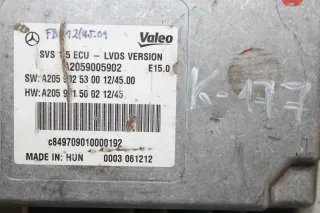 FB 12/45.01
Valeo
SVS 1.5 ECU – LVDS VERSION
A2059005902 E15.0
SW: A205 902 53 00 12/45.00
HW: A205 901 56 02 12/45
K-177
c849709010000192
MADE IN: HUN 0003 061212